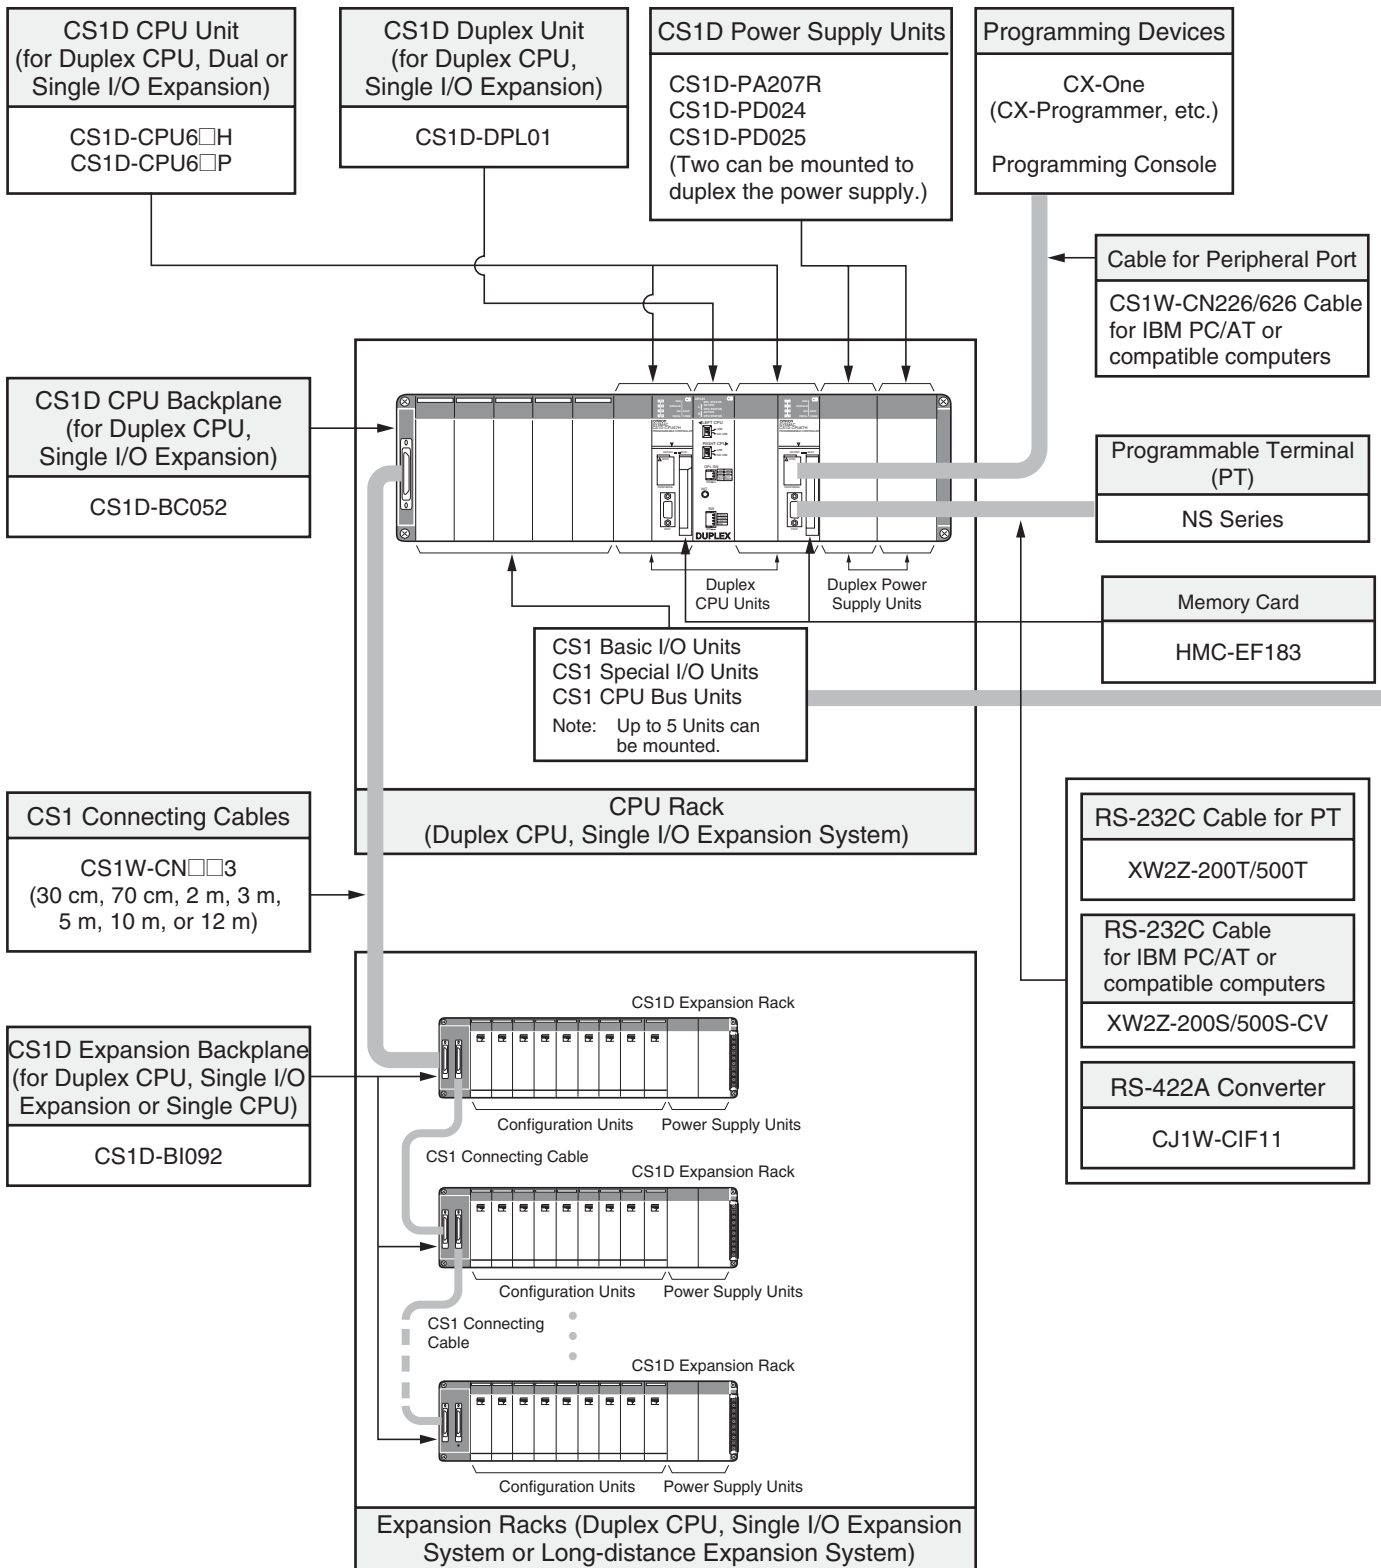 CS1D CPU Unit
(for Duplex CPU, Dual or
Single I/O Expansion)
CS1D-CPU6□H
CS1D-CPU6□P
CS1D Duplex Unit
(for Duplex CPU,
Single I/O Expansion)
CS1D-DPL01
CS1D Power Supply Units
CS1D-PA207R
CS1D-PD024
CS1D-PD025
(Two can be mounted to
duplex the power supply.)
Programming Devices
CX-One
(CX-Programmer, etc.)
Programming Console
Cable for Peripheral Port
CS1W-CN226/626 Cable
for IBM PC/AT or
compatible computers
CS1D CPU Backplane
(for Duplex CPU,
Single I/O Expansion)
CS1D-BC052
DUPLEX
Programmable Terminal
(PT)
NS Series
Duplex
CPU Units
Duplex Power
Supply Units
Memory Card
HMC-EF183
CS1 Basic I/O Units
CS1 Special I/O Units
CS1 CPU Bus Units
Note: Up to 5 Units can
be mounted.
CPU Rack
(Duplex CPU, Single I/O Expansion System)
CS1 Connecting Cables
CS1W-CN□□3
(30 cm, 70 cm, 2 m, 3 m,
5 m, 10 m, or 12 m)
RS-232C Cable for PT
XW2Z-200T/500T
RS-232C Cable
for IBM PC/AT or
compatible computers
XW2Z-200S/500S-CV
RS-422A Converter
CJ1W-CIF11
CS1D Expansion Backplane
(for Duplex CPU, Single I/O
Expansion or Single CPU)
CS1D-BI092
CS1D Expansion Rack
Configuration Units
Power Supply Units
CS1 Connecting Cable
CS1D Expansion Rack
Configuration Units
Power Supply Units
CS1 Connecting
Cable
CS1D Expansion Rack
Configuration Units
Power Supply Units
Expansion Racks (Duplex CPU, Single I/O Expansion
System or Long-distance Expansion System)